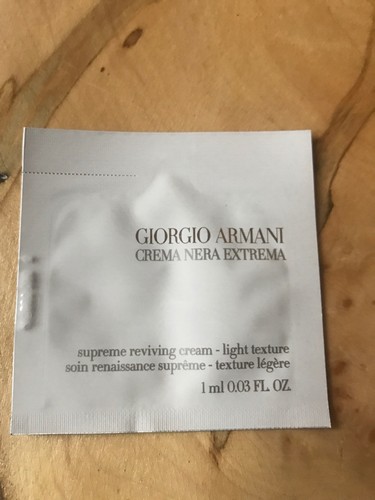 GIORGIO ARMANI
CREMA NERA EXTREMA
supreme reviving cream - light texture
soin renaissance suprême - texture légère
1 ml 0.03 FL. OZ.